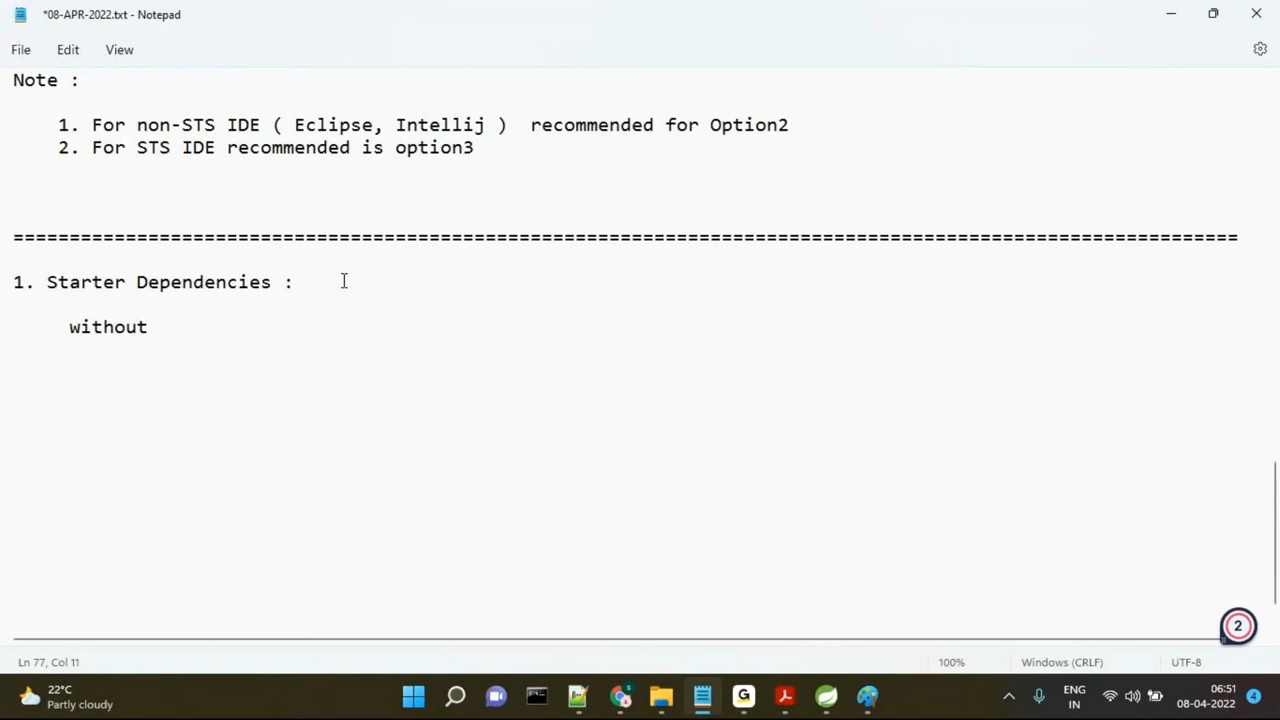 *08-APR-2022.txt - Notepad
File Edit View
Note :
1. For non-STS IDE ( Eclipse, Intellij )  recommended for Option2
2. For STS IDE recommended is option3
=============================================================================================================
1. Starter Dependencies :
without
2
Ln 77, Col 11
100%
Windows (CRLF)
UTF-8
22°C
Partly cloudy
ENG
IN
06:51
08-04-2022
4